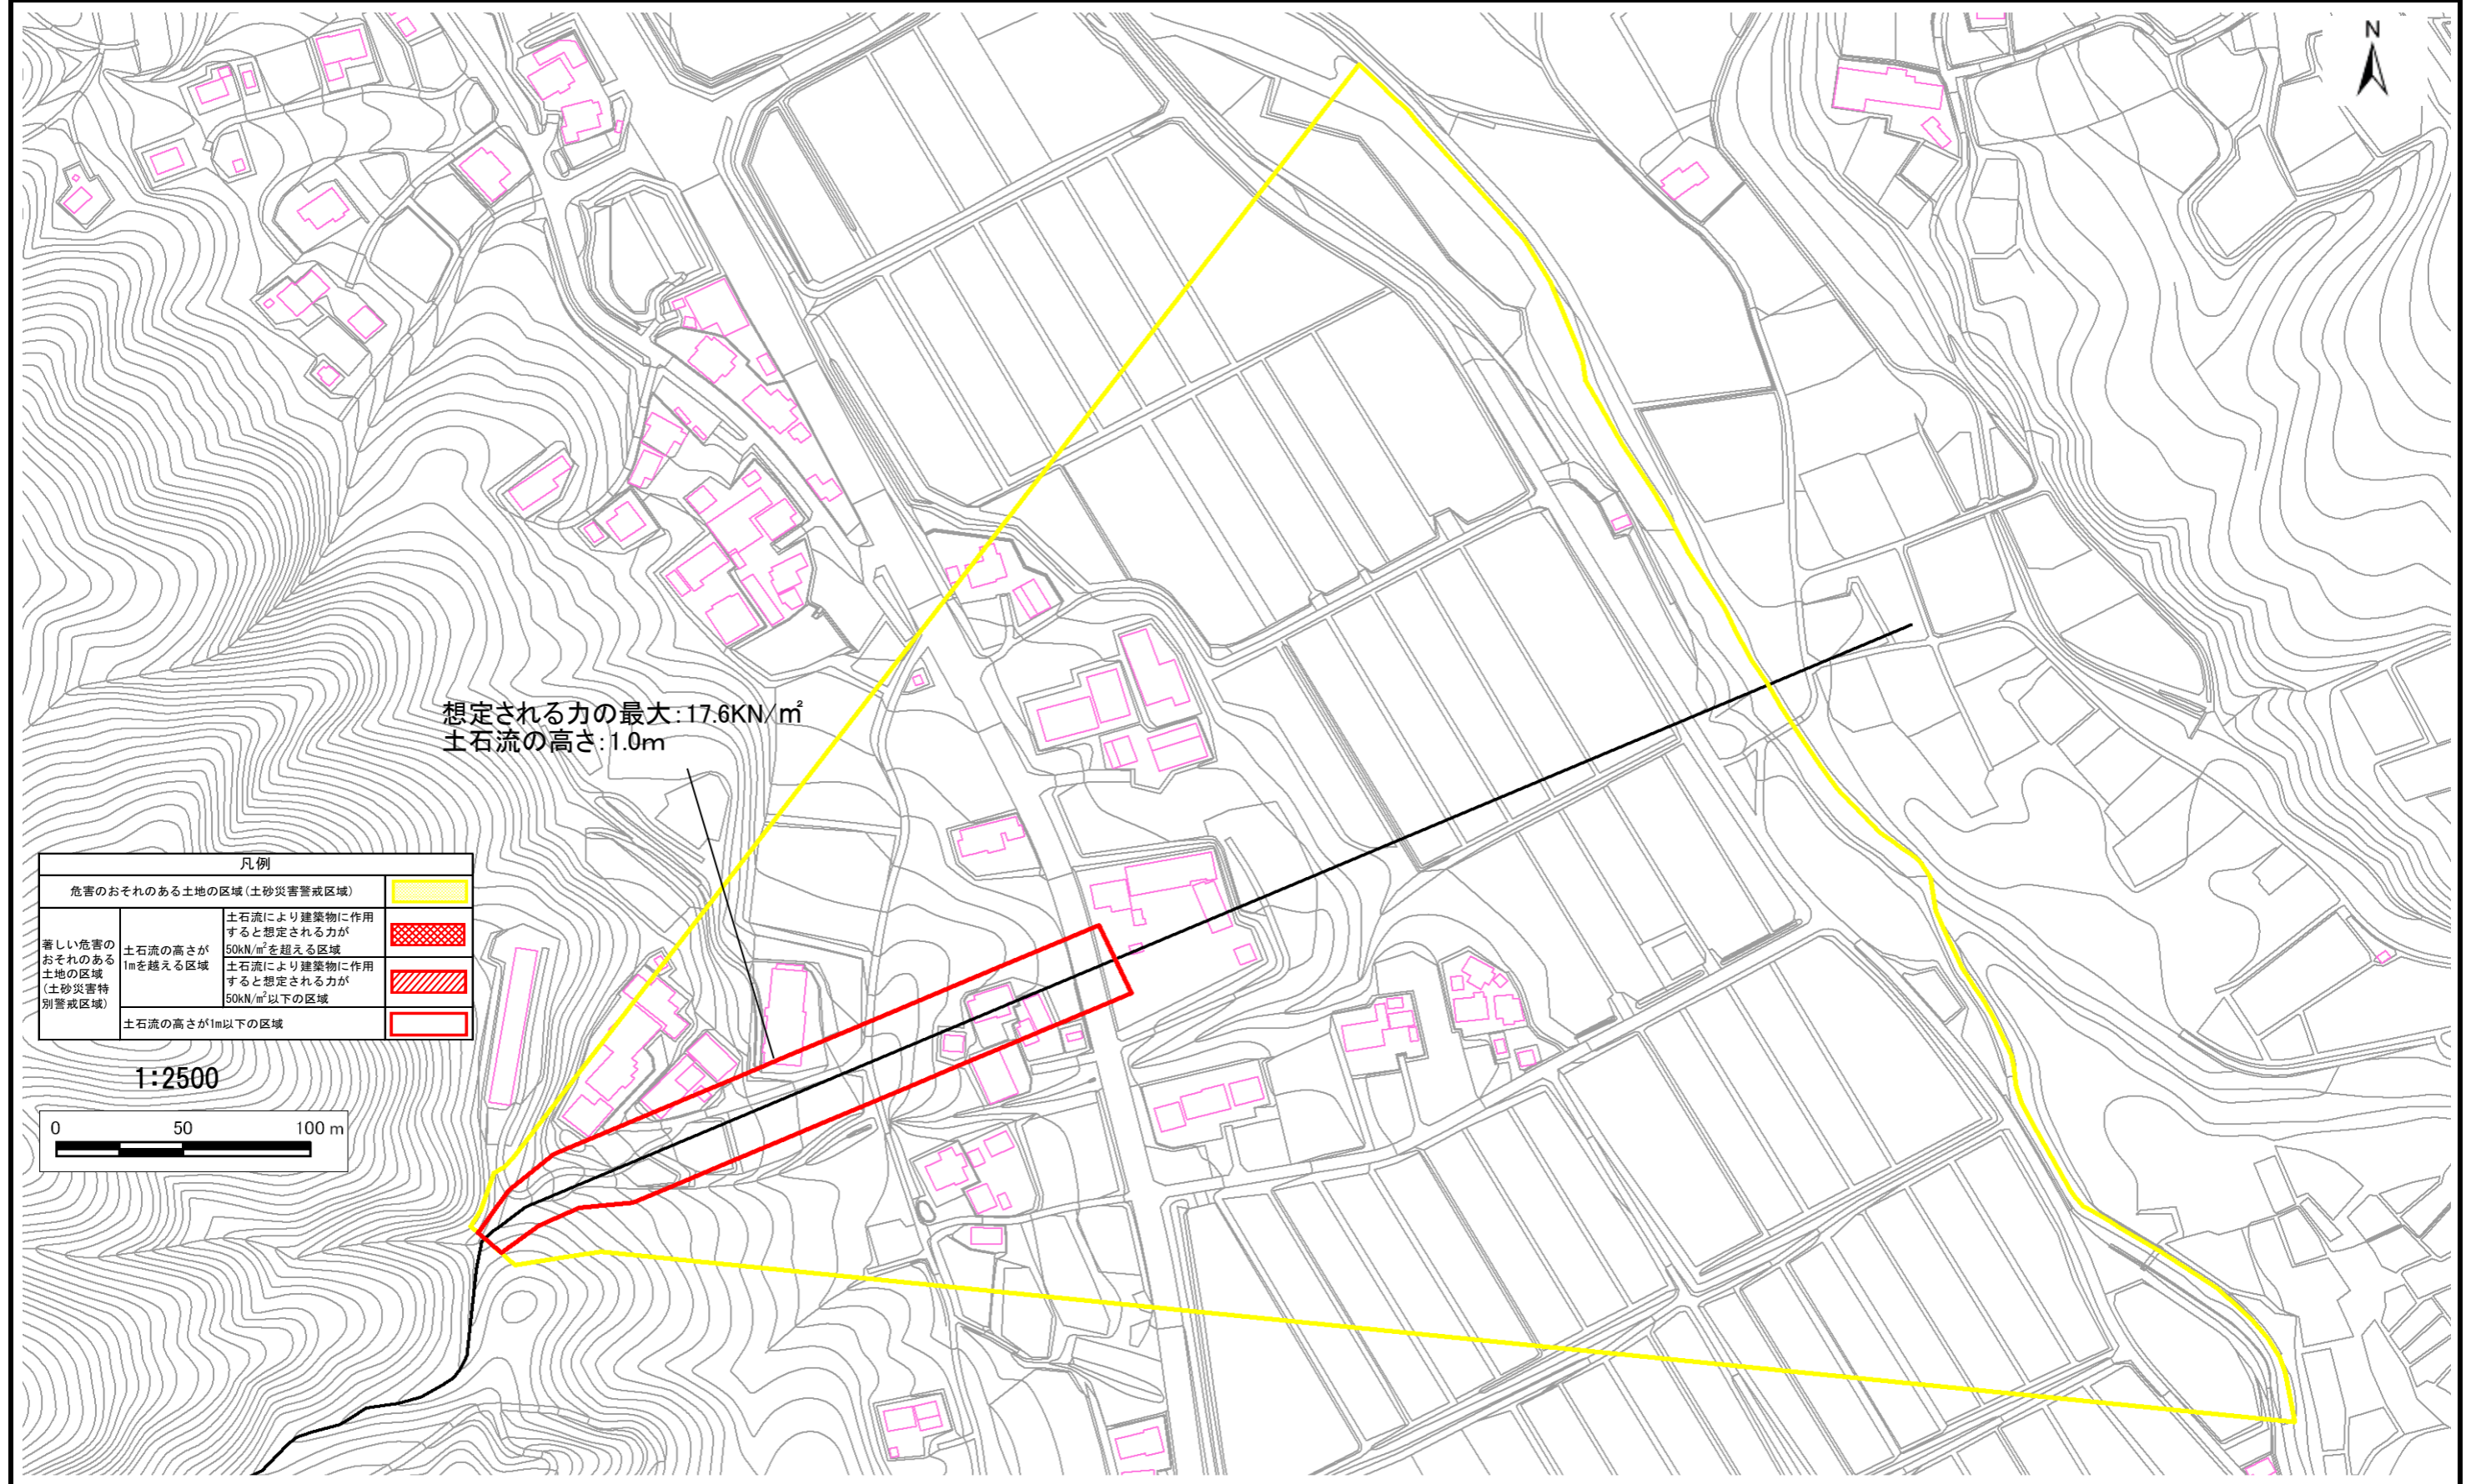 N
想定される力の最大:17.6KN/㎡
土石流の高さ:1.0m
凡例
危害のおそれのある土地の区域(土砂災害警戒区域)
著しい危害の
おそれのある
土地の区域
(土砂災害特
別警戒区域)
土石流の高さが
1mを越える区域
土石流により建築物に作用
すると想定される力が
50kN/㎡を超える区域
土石流により建築物に作用
すると想定される力が
50kN/㎡以下の区域
土石流の高さが1m以下の区域
1:2500
0 50 100 m